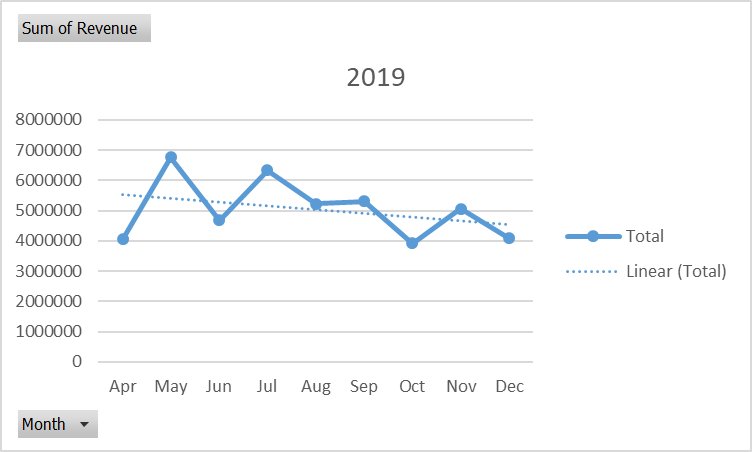 Sum of Revenue
2019
8000000
7000000
6000000
5000000
4000000
3000000
2000000
1000000
0
Apr May Jun Jul Aug Sep Oct Nov Dec
Total
Linear (Total)
Month